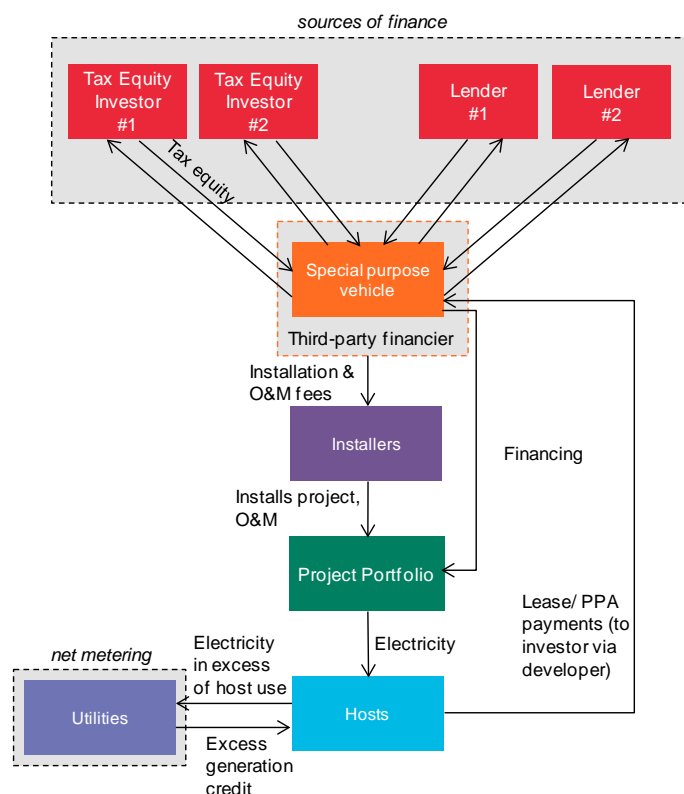 sources of finance
Tax Equity
Investor
#1
Tax Equity
Investor
#2
Lender
#1
Lender
#2
Tax equity
Special purpose
vehicle
Third-party financier
Installation &
O&M fees
Installers
Financing
Installs project,
O&M
Project Portfolio
Lease/ PPA
payments (to
investor via
developer)
Electricity
net metering
Electricity
in excess
of host use
Utilities
Hosts
Excess
generation
credit